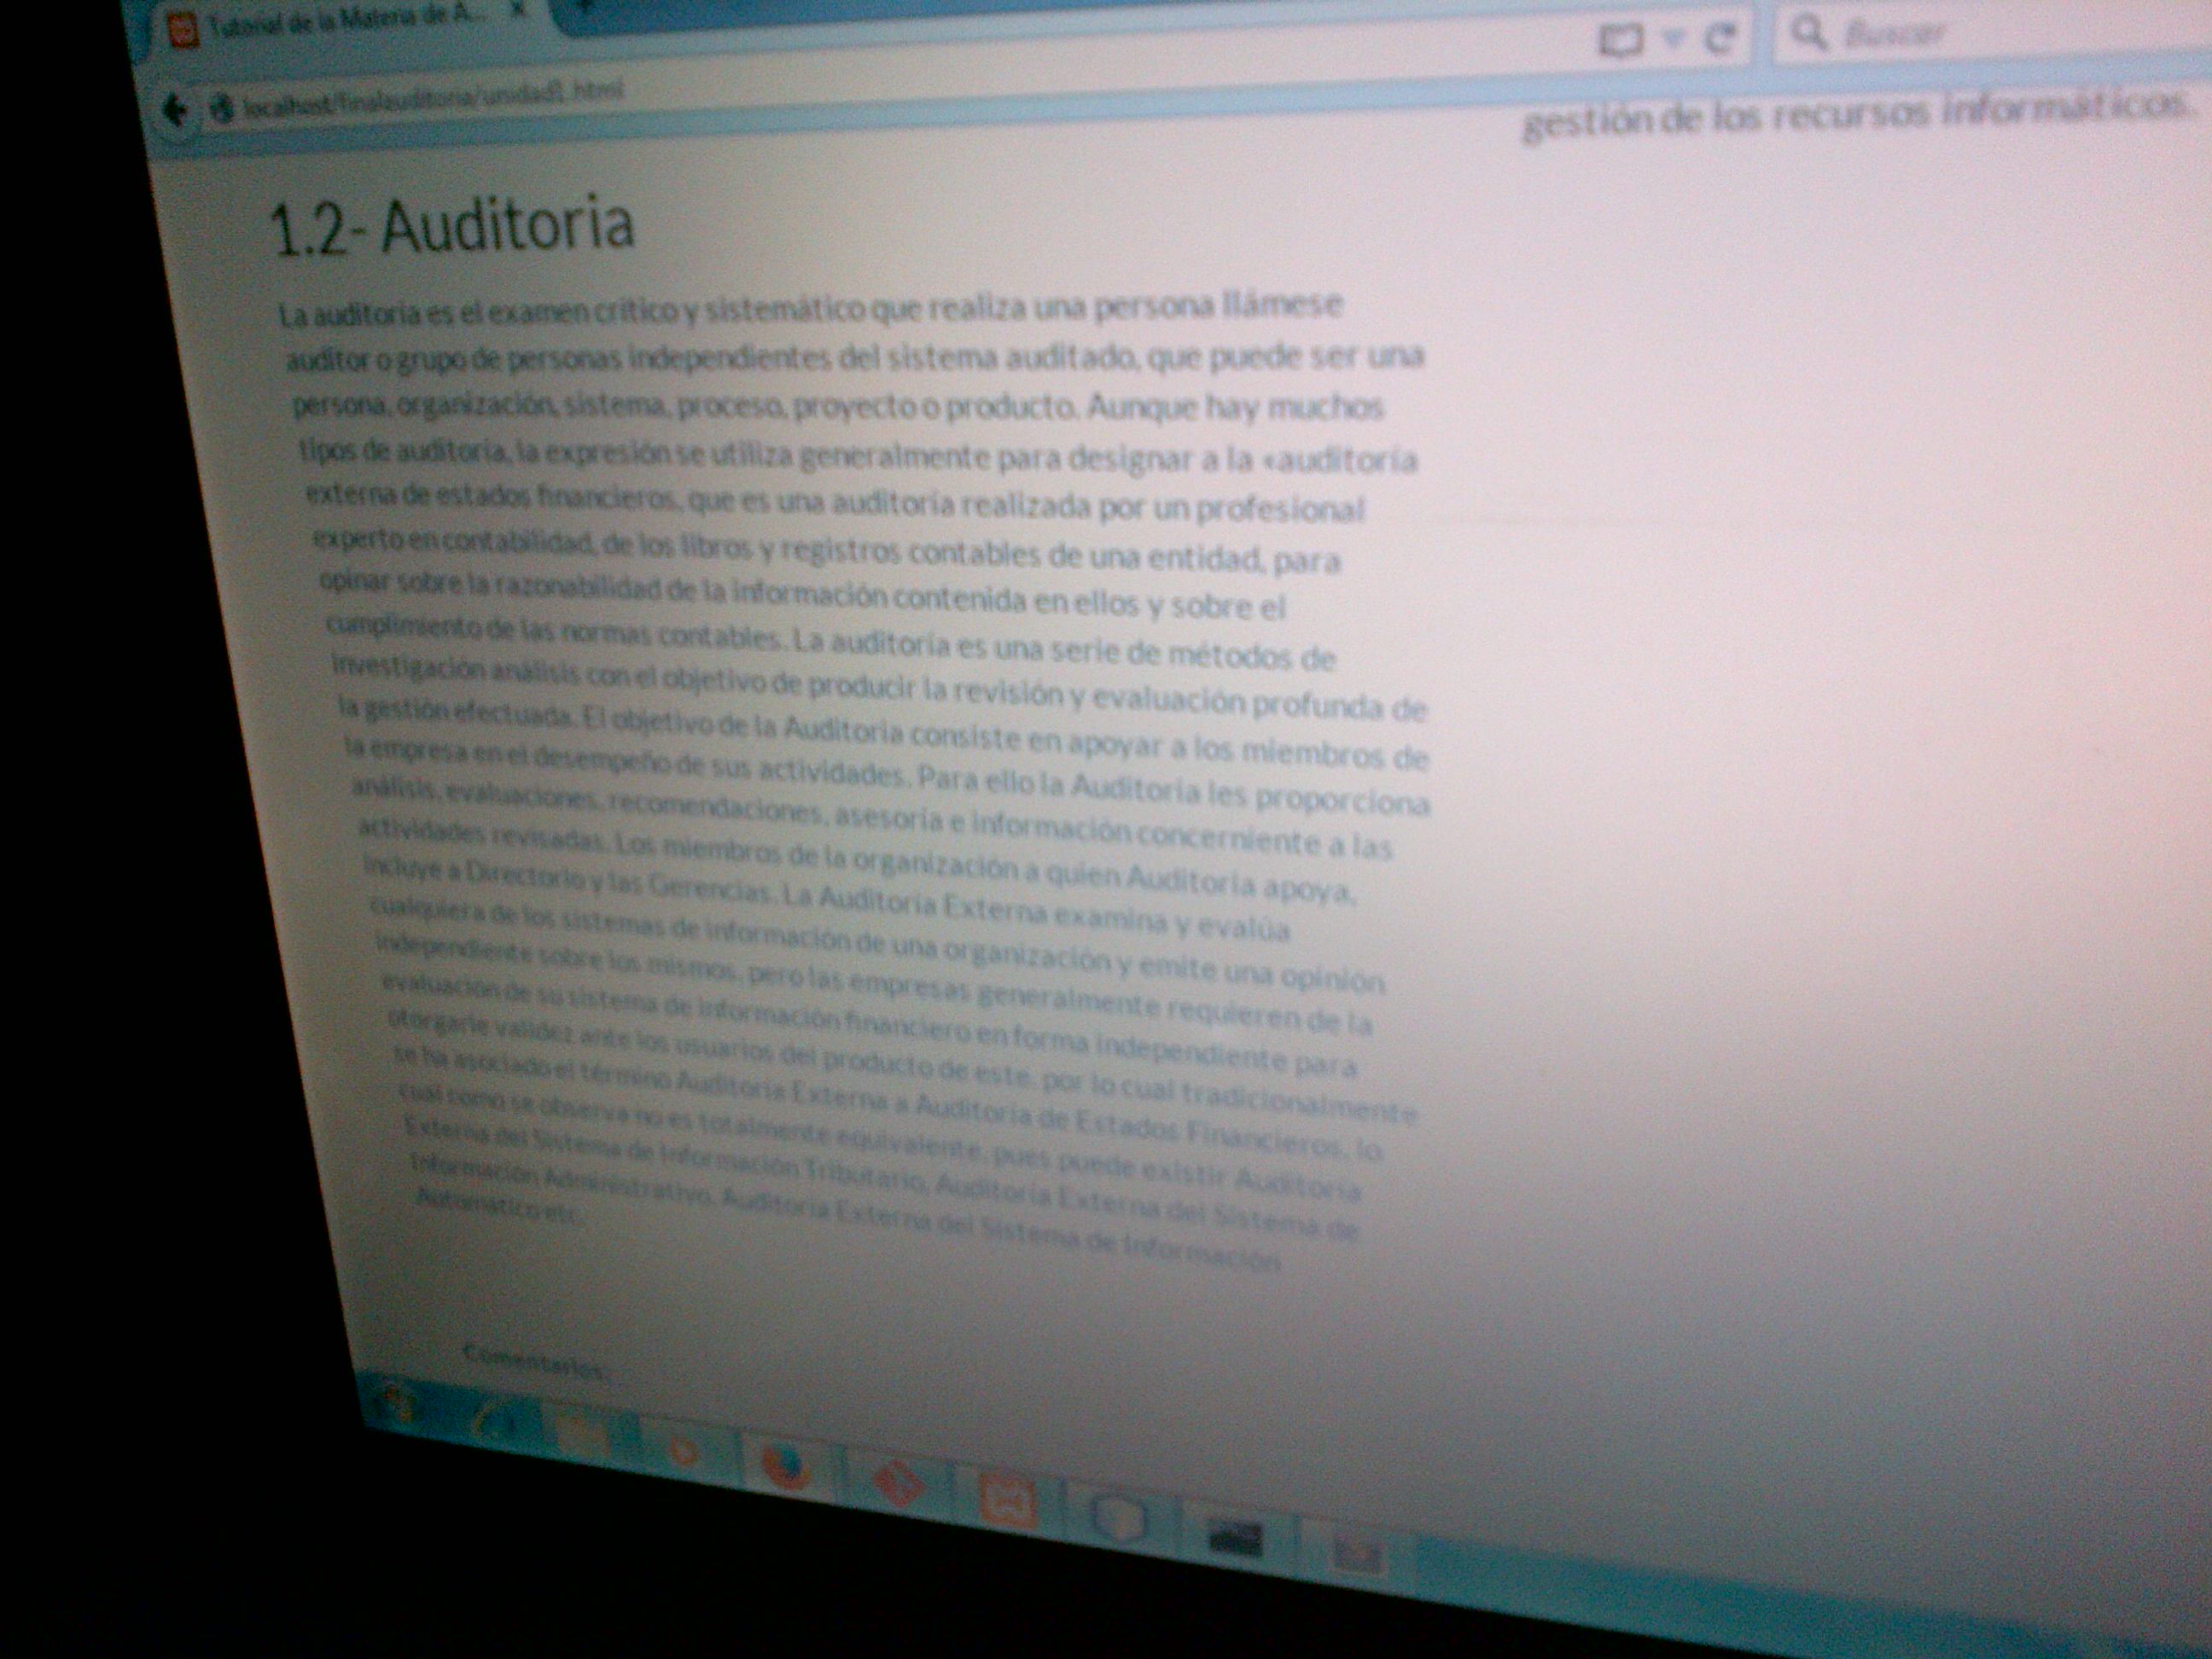 Tutorial de la Materia de A...
localhost/finalauditoria/unidad1.html
Buscar
gestión de los recursos informáticos.
1.2- Auditoria
La auditoria es el examen crítico y sistemático que realiza una persona llámese
auditor o grupo de personas independientes del sistema auditado, que puede ser una
persona, organización, sistema, proceso, proyecto o producto. Aunque hay muchos
tipos de auditoría, la expresión se utiliza generalmente para designar a la «auditoría
externa de estados financieros, que es una auditoría realizada por un profesional
experto en contabilidad, de los libros y registros contables de una entidad, para
opinar sobre la razonabilidad de la información contenida en ellos y sobre el
cumplimiento de las normas contables. La auditoría es una serie de métodos de
investigación análisis con el objetivo de producir la revisión y evaluación profunda de
la gestión efectuada. El objetivo de la Auditoria consiste en apoyar a los miembros de
la empresa en el desempeño de sus actividades. Para ello la Auditoria les proporciona
análisis, evaluaciones, recomendaciones, asesoría e información concerniente a las
actividades revisadas. Los miembros de la organización a quien Auditoria apoya,
incluye a Directorio y las Gerencias. La Auditoría Externa examina y evalúa
cualquiera de los sistemas de información de una organización y emite una opinión
independiente sobre los mismos, pero las empresas generalmente requieren de la
evaluación de su sistema de información financiero en forma independiente para
otorgarle validez ante los usuarios del producto de este, por lo cual tradicionalmente
se ha asociado el término Auditoría Externa a Auditoría de Estados Financieros, lo
cual como se observa no es totalmente equivalente, pues puede existir Auditoría
Externa del Sistema de Información Tributario, Auditoría Externa del Sistema de
Información Administrativo, Auditoría Externa del Sistema de Información
Automático etc.
Comentarios: